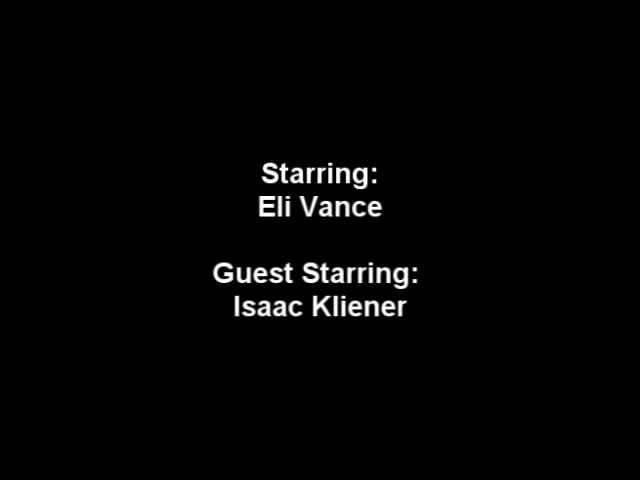 Starring:
Eli Vance
Guest Starring:
Isaac Kliener